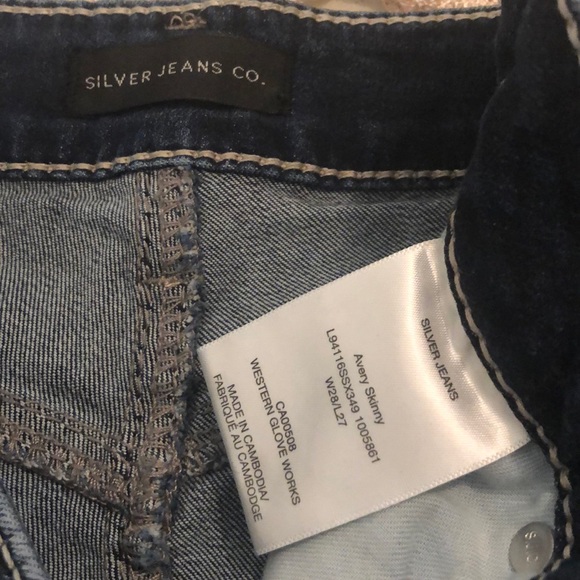 SILVER JEANS CO.
SILVER JEANS
Avery Skinny
L94116SSX349 1005861
W28/L27
CA00508
WESTERN GLOVE WORKS
MADE IN CAMBODIA/
FABRIQUÉ AU CAMBODGE